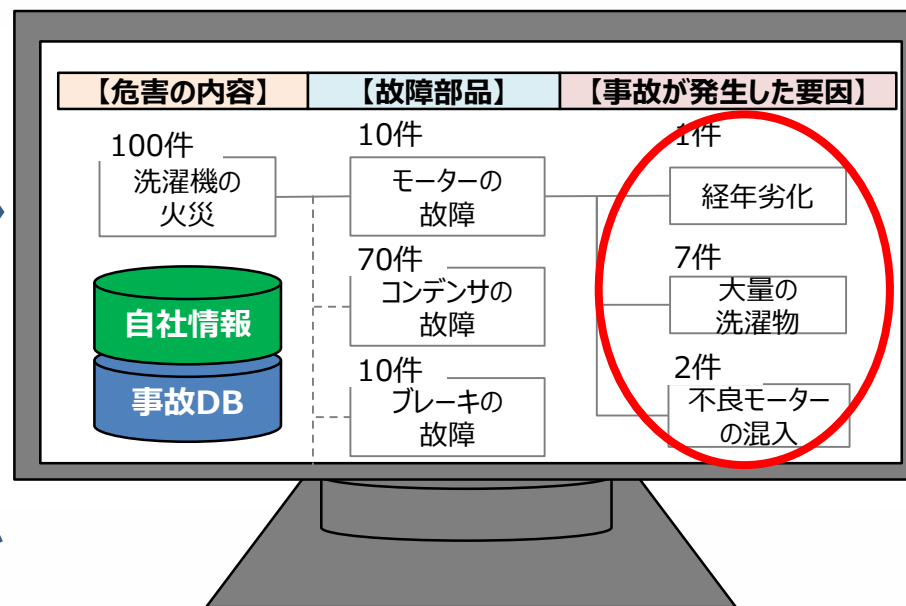 【危害の内容】
【故障部品】
【事故が発生した要因】
100件
洗濯機の
火災
10件
モーターの
故障
1件
経年劣化
70件
コンデンサの
故障
7件
大量の
洗濯物
10件
ブレーキの
故障
2件
不良モーター
の混入
自社情報
事故DB